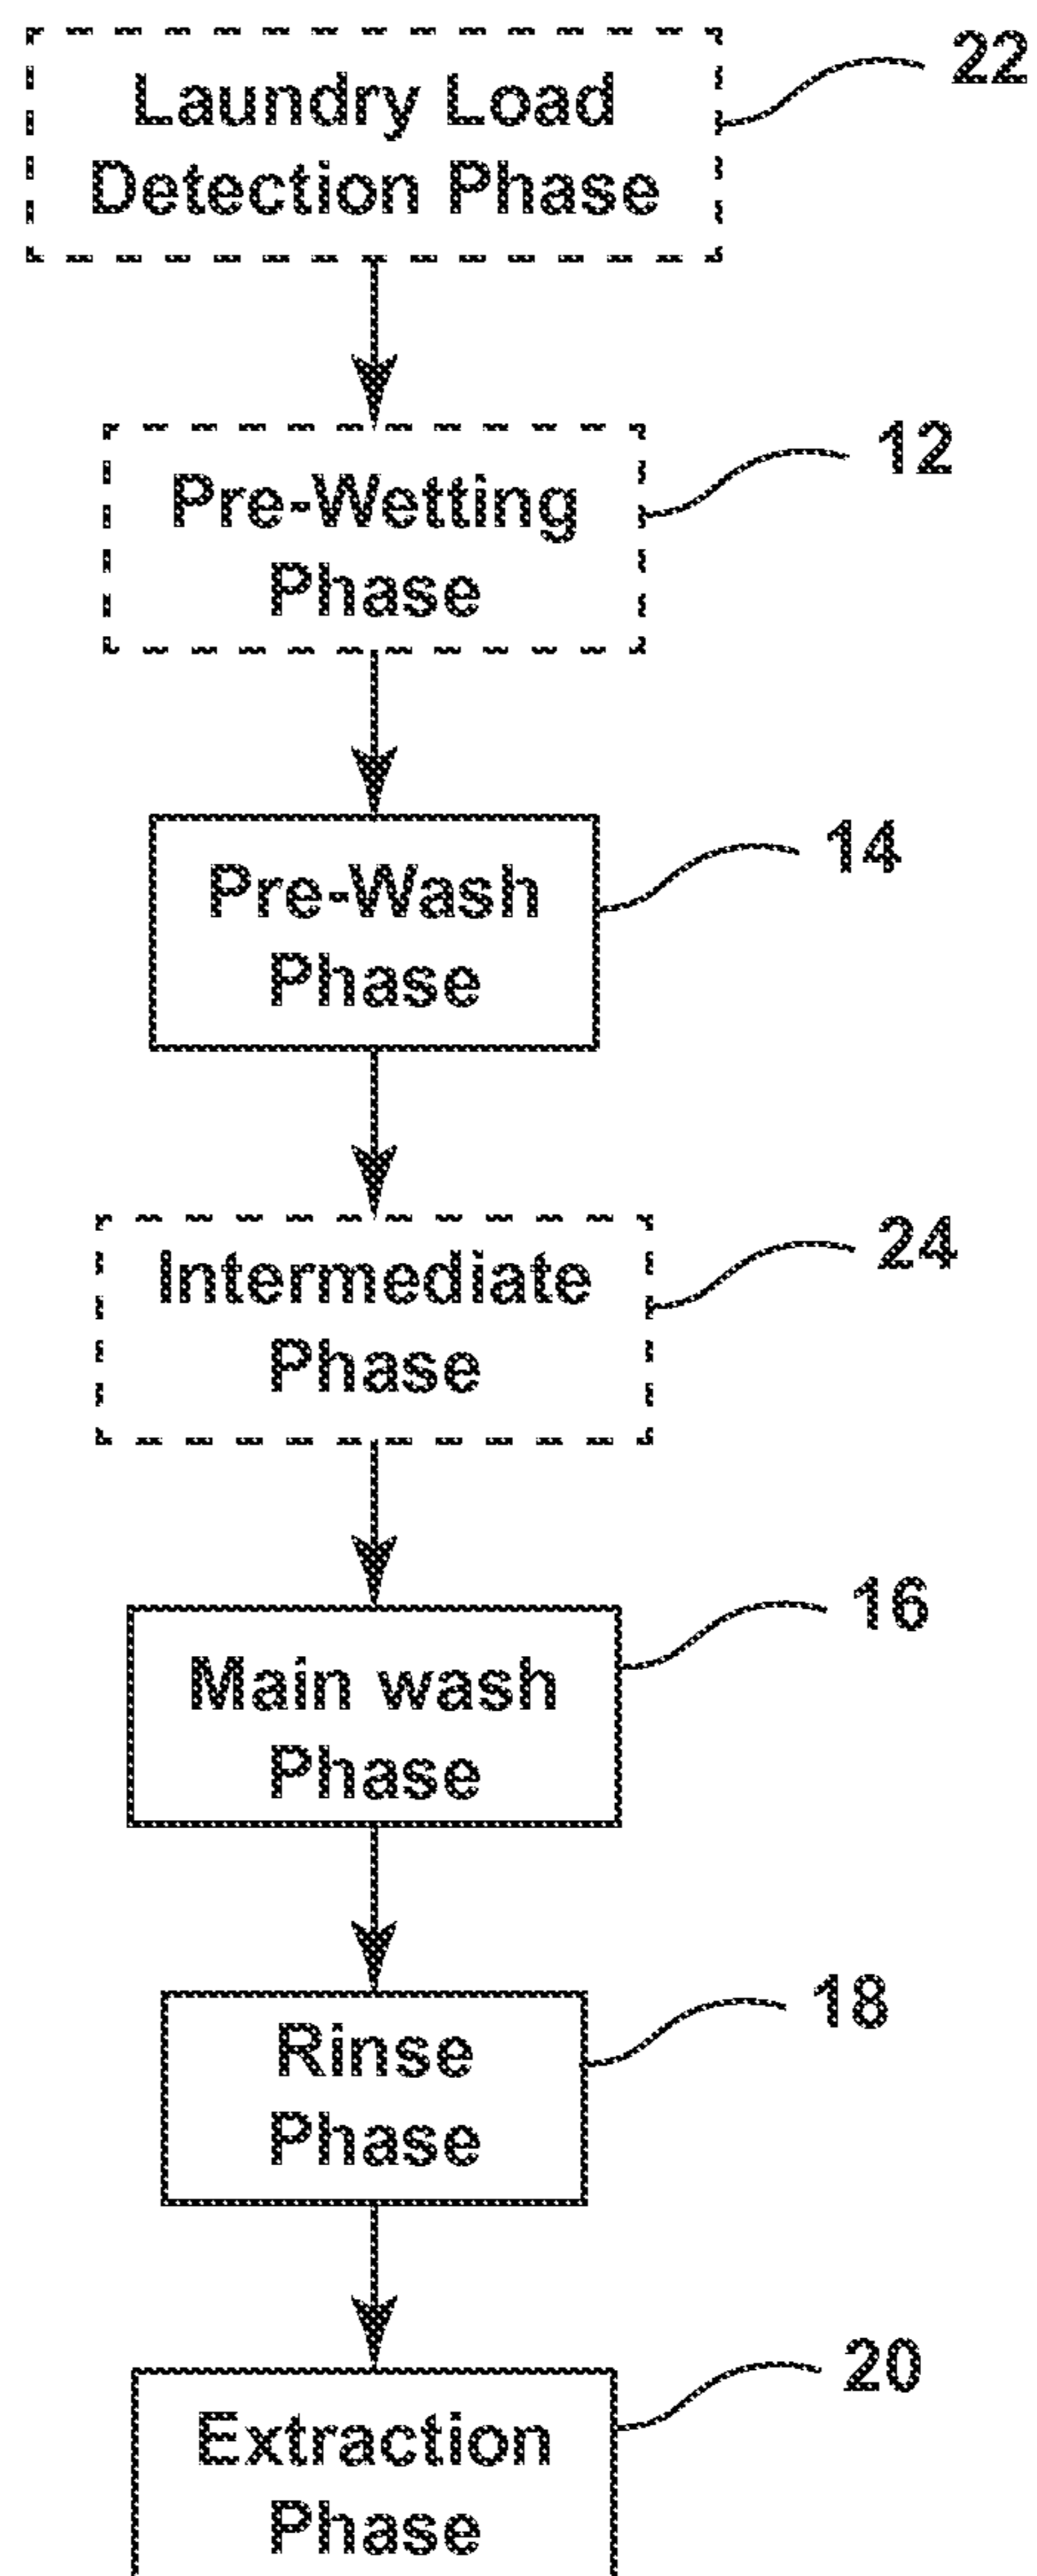 Laundry Load
Detection Phase
22
Pre-Wetting
Phase
12
Pre-Wash
Phase
14
Intermediate
Phase
24
Main wash
Phase
16
Rinse
Phase
18
Extraction
Phase
20